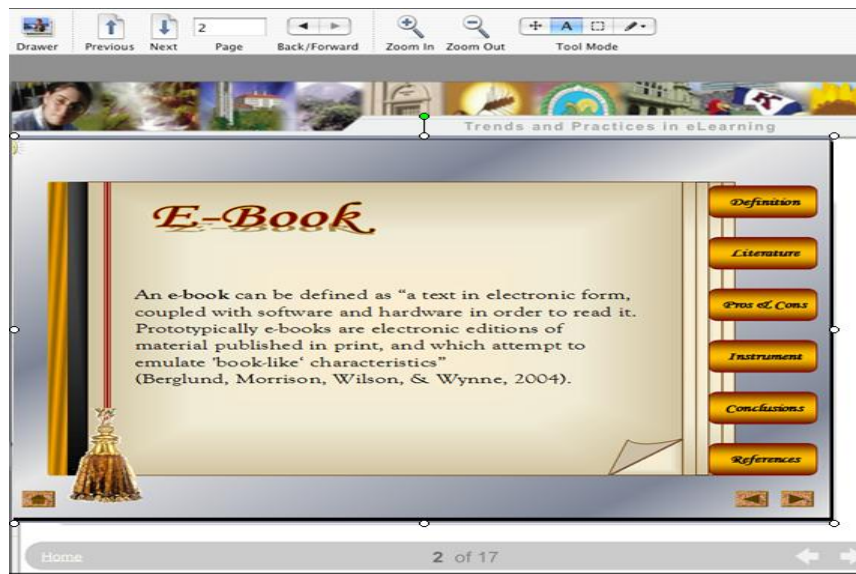 2
Drawer Previous Next Page Back/Forward Zoom In Zoom Out Tool Mode
A
K
Trends and Practices in eLearning
E-Book
An e-book can be defined as “a text in electronic form,
coupled with software and hardware in order to read it.
Prototypically e-books are electronic editions of
material published in print, and which attempt to
emulate 'book-like‘ characteristics”
(Berglund, Morrison, Wilson, & Wynne, 2004).
Definition
Literature
Pros & Cons
Instrument
Conclusions
References
Home
2 of 17